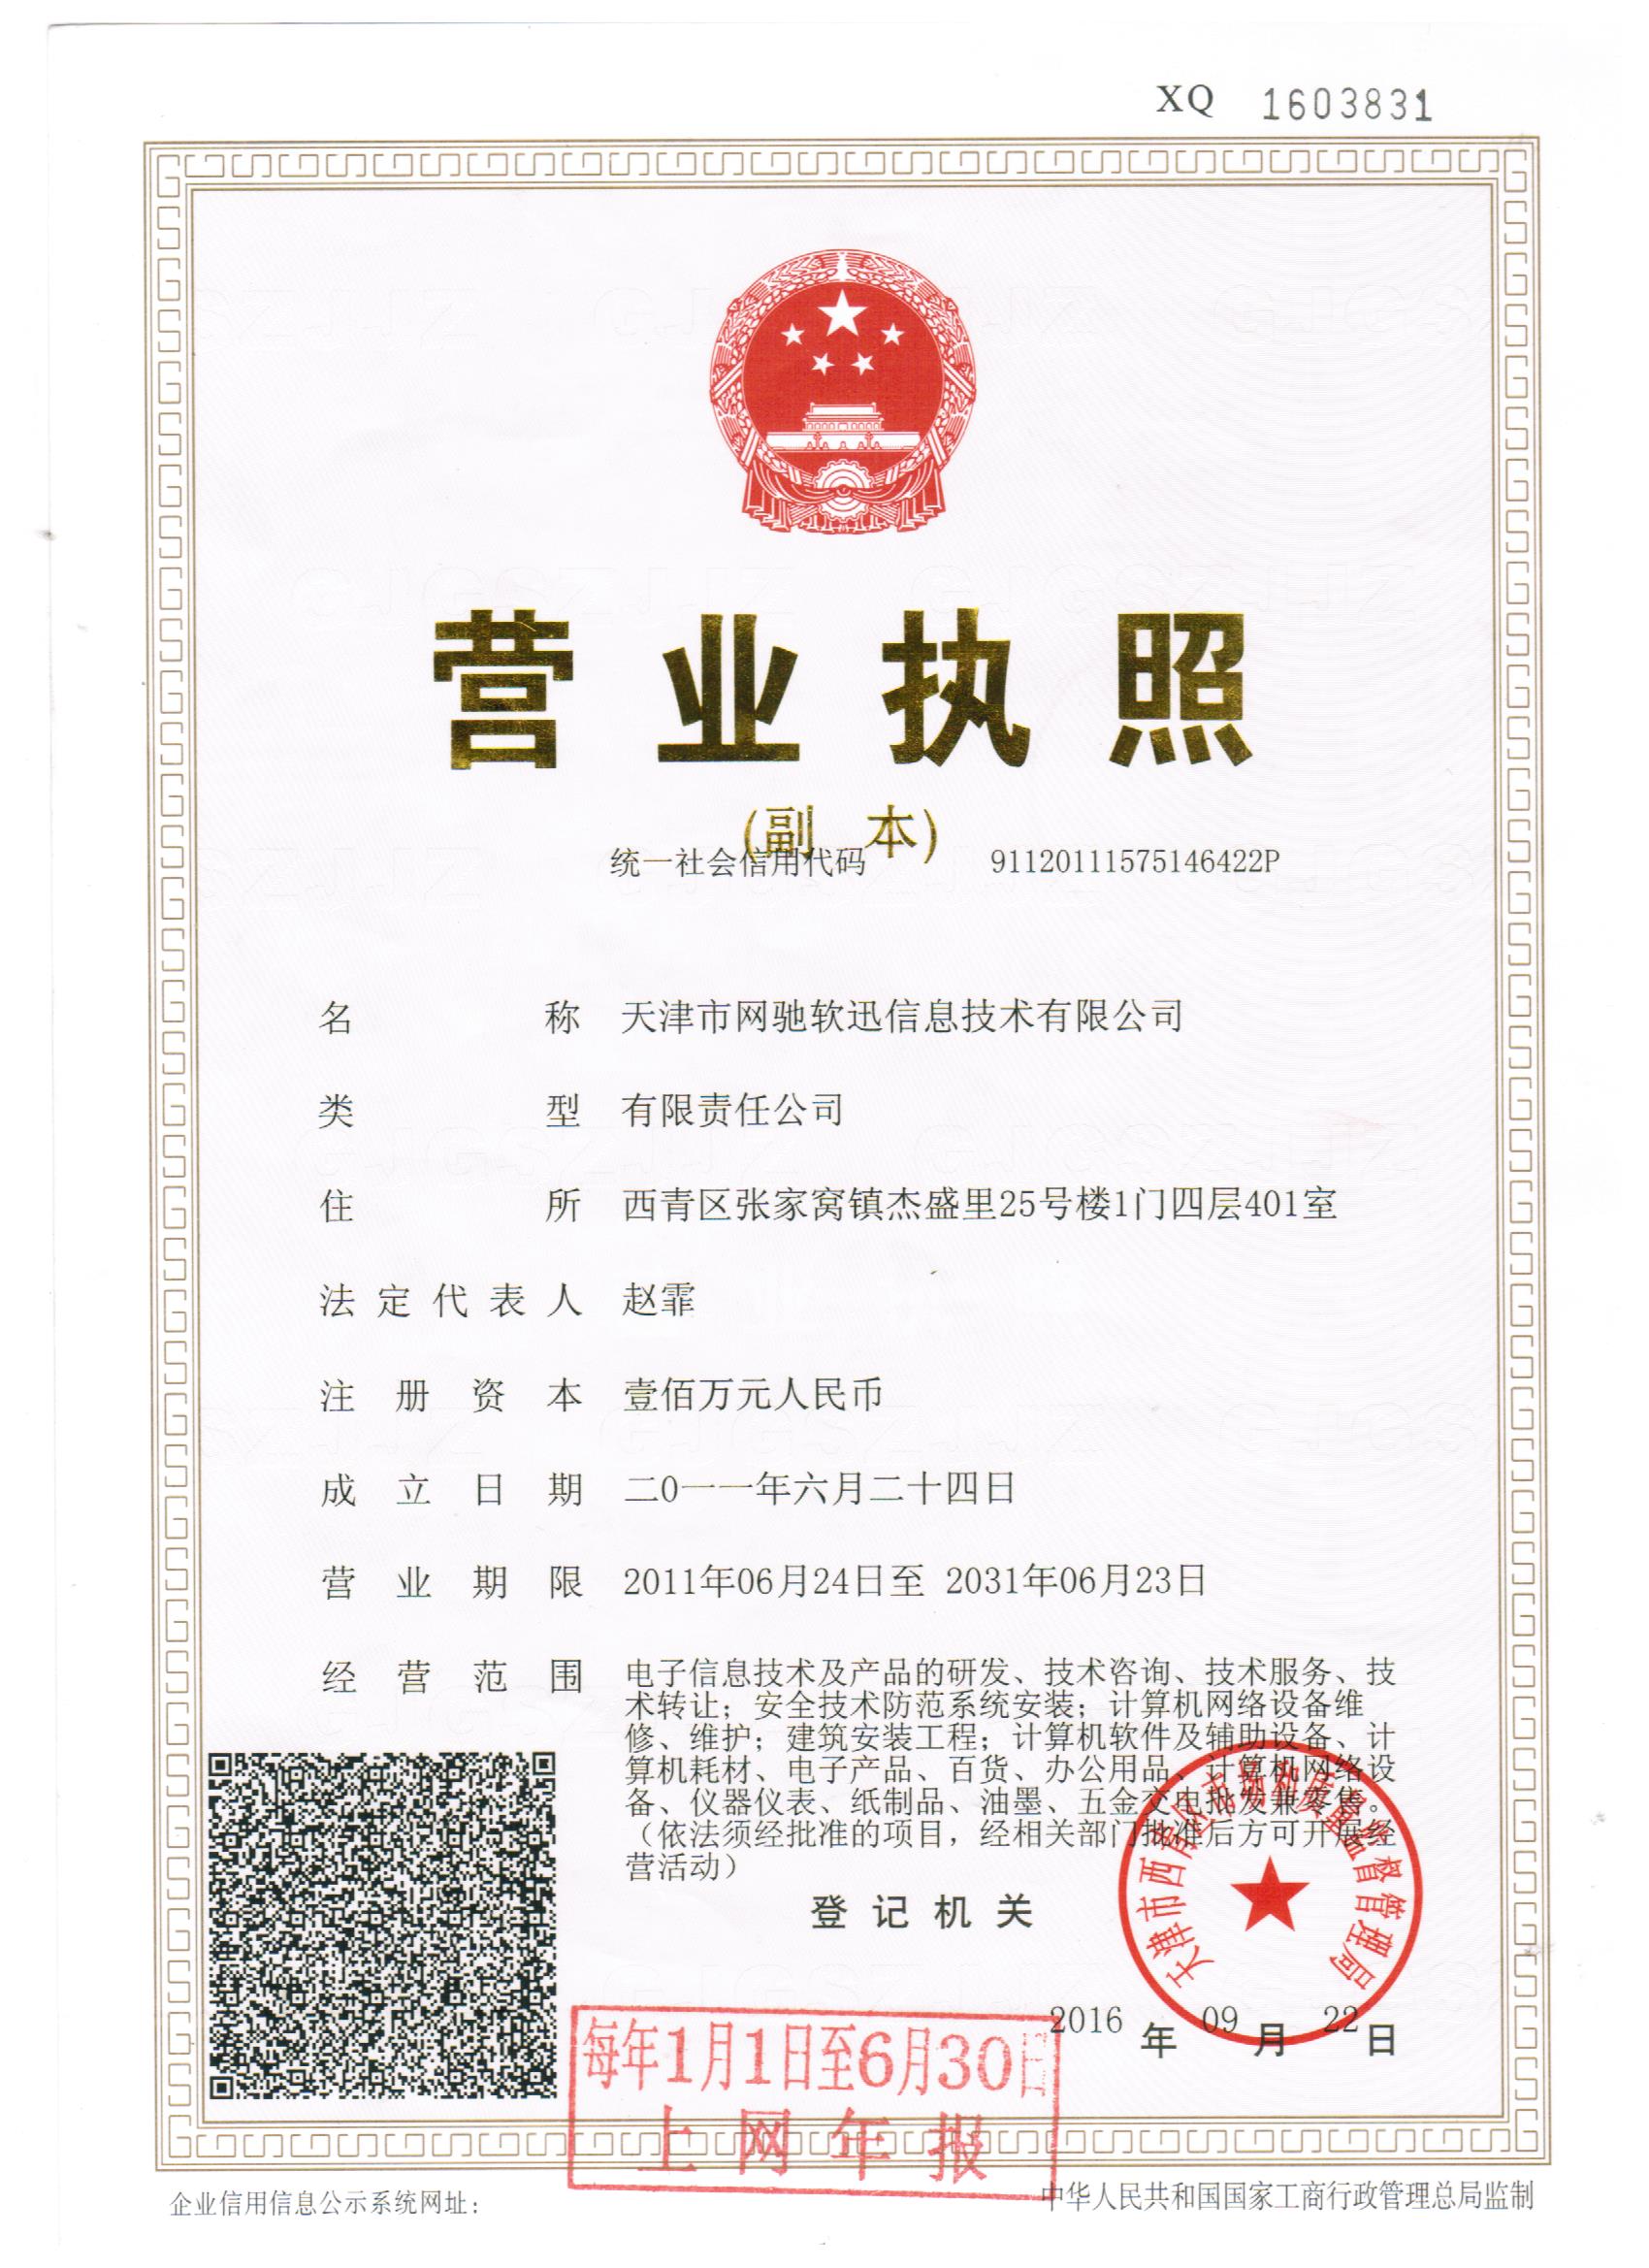 XQ 1603831
营业执照
(副 本)
统一社会信用代码 91120111575146422P
名 称 天津市网驰软迅信息技术有限公司
类 型 有限责任公司
住 所 西青区张家窝镇杰盛里25号楼1门四层401室
法定代表人 赵霏
注册资本 壹佰万元人民币
成立日期 二0一一年六月二十四日
营业期限 2011年06月24日至 2031年06月23日
经营范围 电子信息技术及产品的研发、技术咨询、技术服务、技
术转让；安全技术防范系统安装；计算机网络设备维
修、维护；建筑安装工程；计算机软件及辅助设备、计
算机耗材、电子产品、百货、办公用品、计算机网络设
备、仪器仪表、纸制品、油墨、五金交电批发兼零售。
（依法须经批准的项目，经相关部门批准后方可开展经
营活动）
登记机关
天津市西青区市场和质量监督管理局
2016 年 09 月 22 日
每年1月1日至6月30日
上网年报
企业信用信息公示系统网址：
中华人民共和国国家工商行政管理总局监制